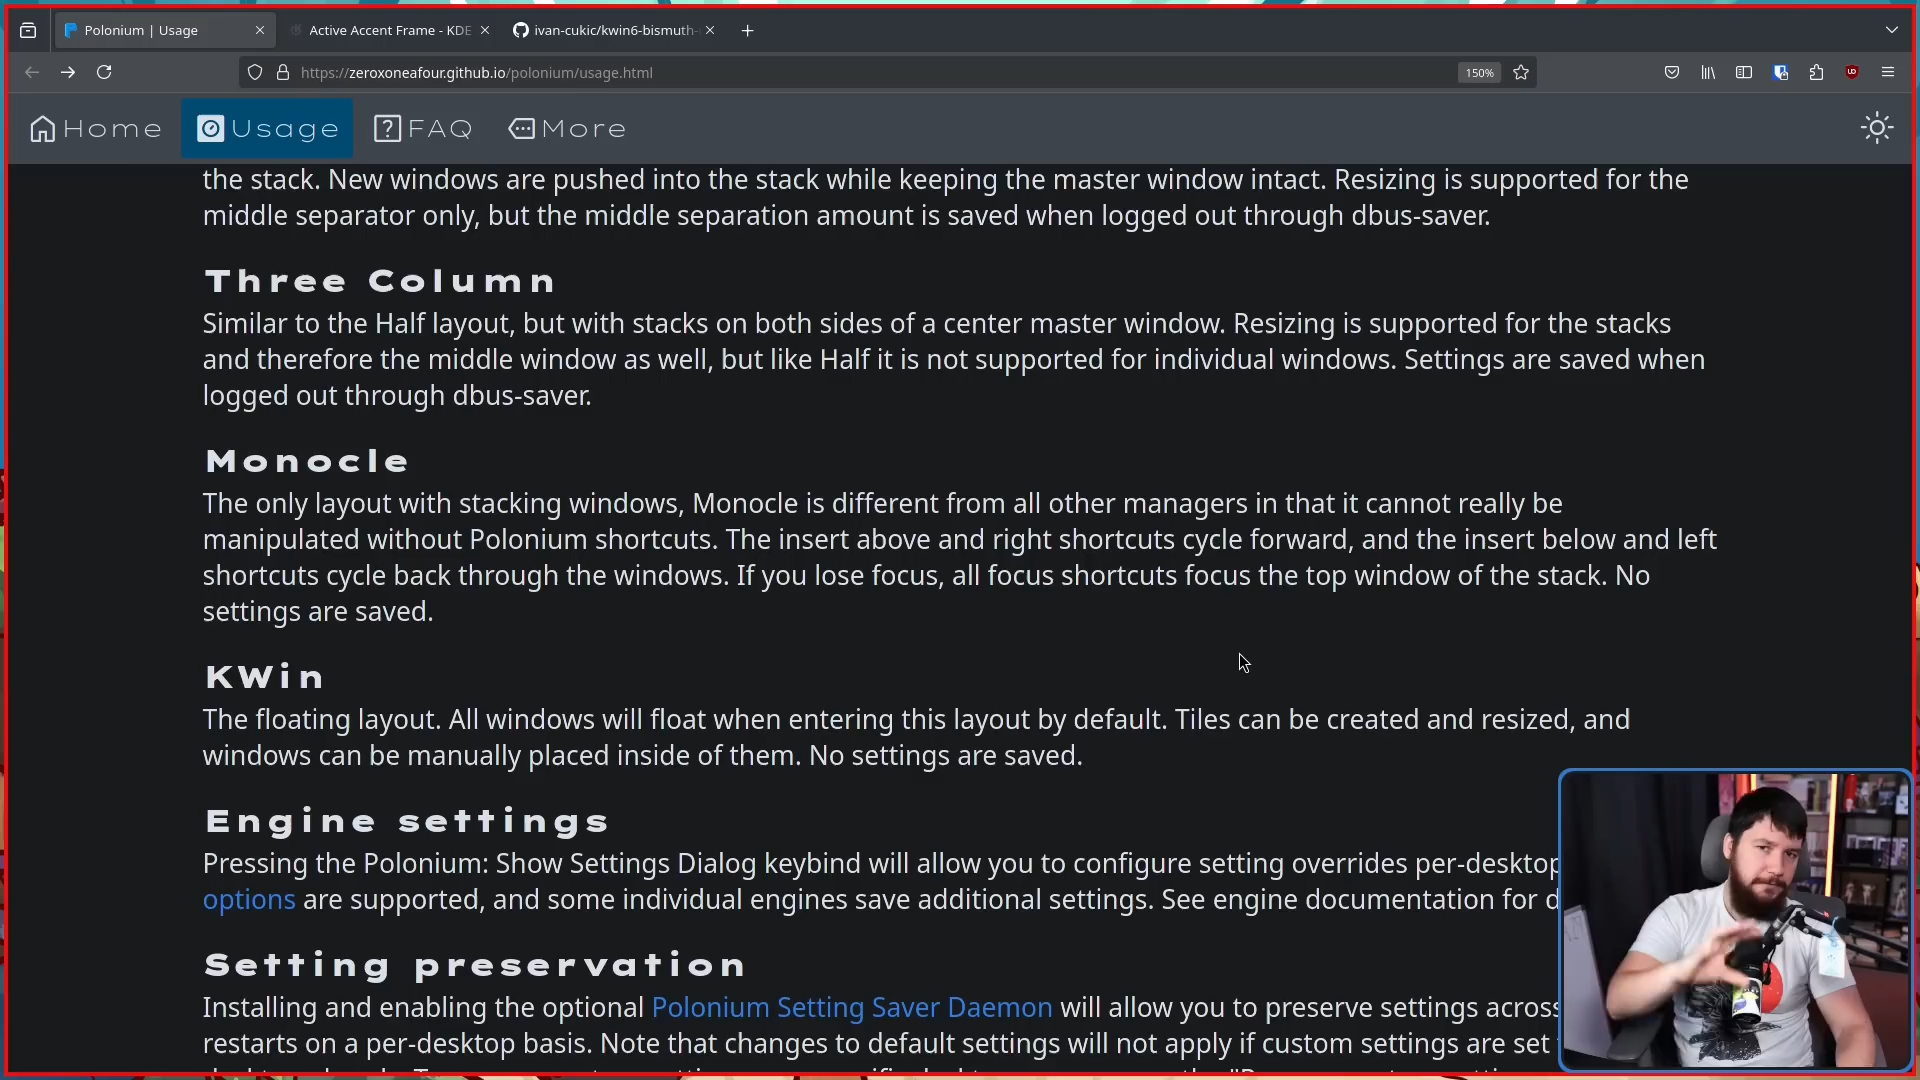 Polonium | Usage
Active Accent Frame - KDE
ivan-cukic/kwin6-bismuth-
https://zeroxoneafour.github.io/polonium/usage.html
150%
Home
Usage
FAQ
More
the stack. New windows are pushed into the stack while keeping the master window intact. Resizing is supported for the
middle separator only, but the middle separation amount is saved when logged out through dbus-saver.
Three Column
Similar to the Half layout, but with stacks on both sides of a center master window. Resizing is supported for the stacks
and therefore the middle window as well, but like Half it is not supported for individual windows. Settings are saved when
logged out through dbus-saver.
Monocle
The only layout with stacking windows, Monocle is different from all other managers in that it cannot really be
manipulated without Polonium shortcuts. The insert above and right shortcuts cycle forward, and the insert below and left
shortcuts cycle back through the windows. If you lose focus, all focus shortcuts focus the top window of the stack. No
settings are saved.
KWin
The floating layout. All windows will float when entering this layout by default. Tiles can be created and resized, and
windows can be manually placed inside of them. No settings are saved.
Engine settings
Pressing the Polonium: Show Settings Dialog keybind will allow you to configure setting overrides per-desktop
options are supported, and some individual engines save additional settings. See engine documentation for d
Setting preservation
Installing and enabling the optional Polonium Setting Saver Daemon will allow you to preserve settings across
restarts on a per-desktop basis. Note that changes to default settings will not apply if custom settings are set